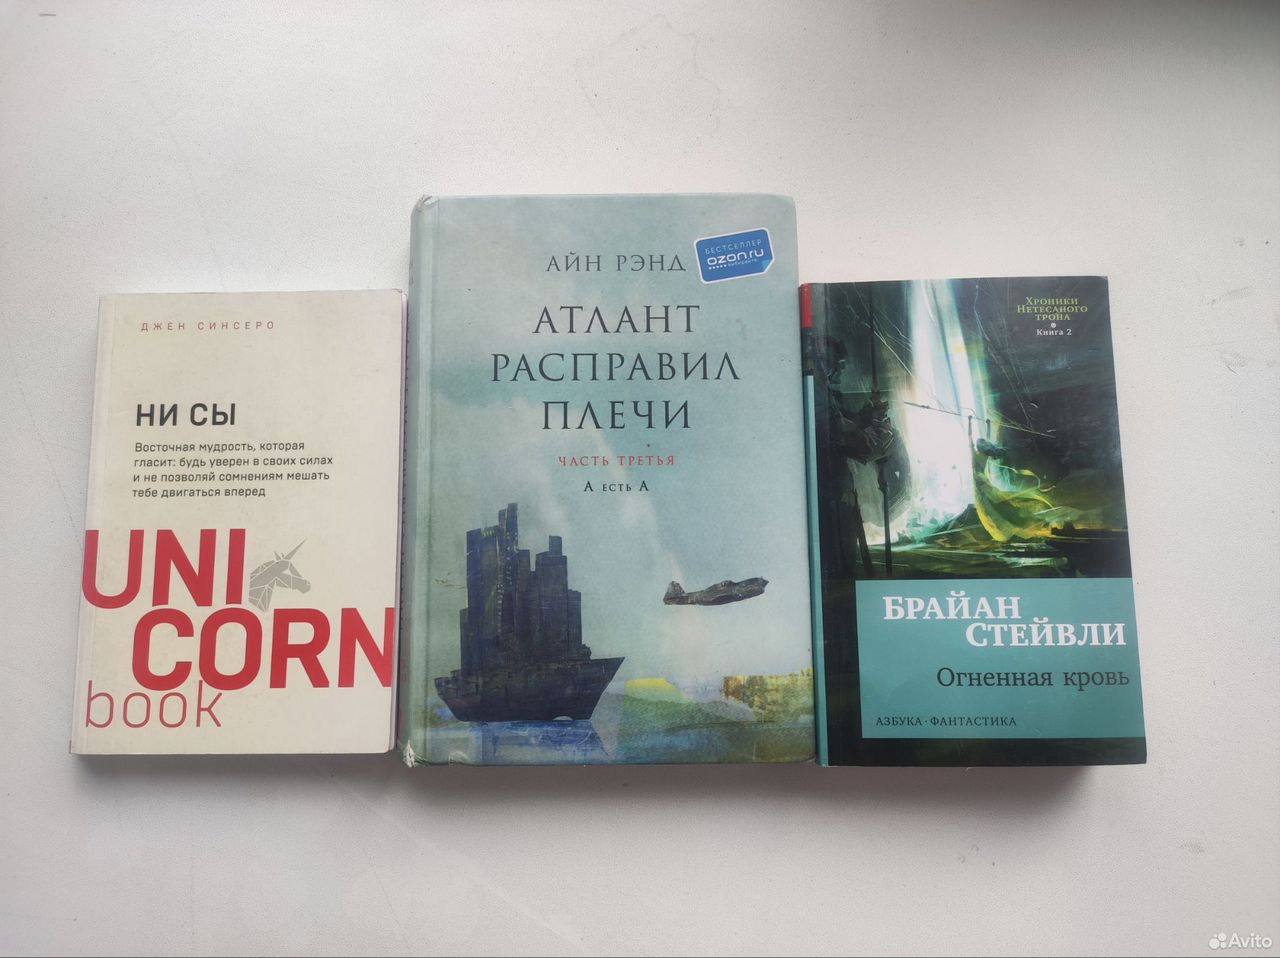 ДЖЕН СИНСЕРО
НИ СЫ
Восточная мудрость, которая
гласит: будь уверен в своих силах
и не позволяй сомнениям мешать
тебе двигаться вперед
UNI
CORN
book
АЙН РЭНД
БЕСТСЕЛЛЕР
ozon.ru
АТЛАНТ
РАСПРАВИЛ
ПЛЕЧИ
ЧАСТЬ ТРЕТЬЯ
А есть А
Хроники
Нетесаного
трона
Книга 2
БРАЙАН
СТЕЙВЛИ
Огненная кровь
АЗБУКА · ФАНТАСТИКА
Avito